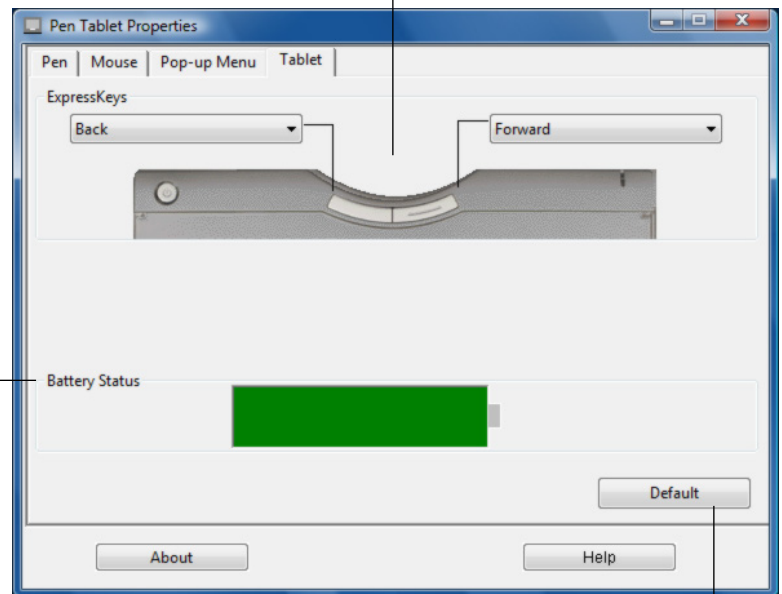 Pen Tablet Properties
Pen Mouse Pop-up Menu Tablet
ExpressKeys
Back Forward
Battery Status
Default
About Help